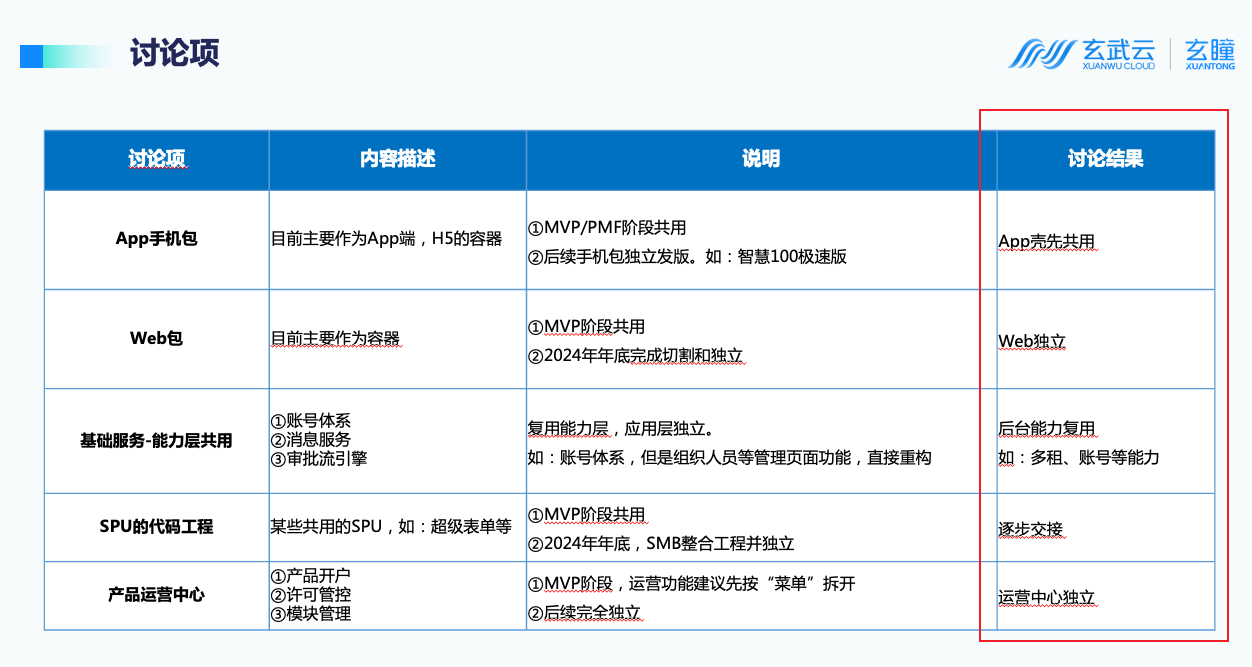 讨论项
玄武云
XUANWU CLOUD
玄瞳
XUANTONG
讨论项
内容描述
说明
讨论结果
App手机包
目前主要作为App端，H5的容器
①MVP/PMF阶段共用
②后续手机包独立发版。如：智慧100极速版
App壳先共用
Web包
目前主要作为容器
①MVP阶段共用
②2024年年底完成切割和独立
Web独立
基础服务-能力层共用
①账号体系
②消息服务
③审批流引擎
复用能力层，应用层独立。
如：账号体系，但是组织人员等管理页面功能，直接重构
后台能力复用
如：多租、账号等能力
SPU的代码工程
某些共用的SPU，如：超级表单等
①MVP阶段共用
②2024年年底，SMB整合工程并独立
逐步交接
产品运营中心
①产品开户
②许可管控
③模块管理
①MVP阶段，运营功能建议先按“菜单”拆开
②后续完全独立
运营中心独立